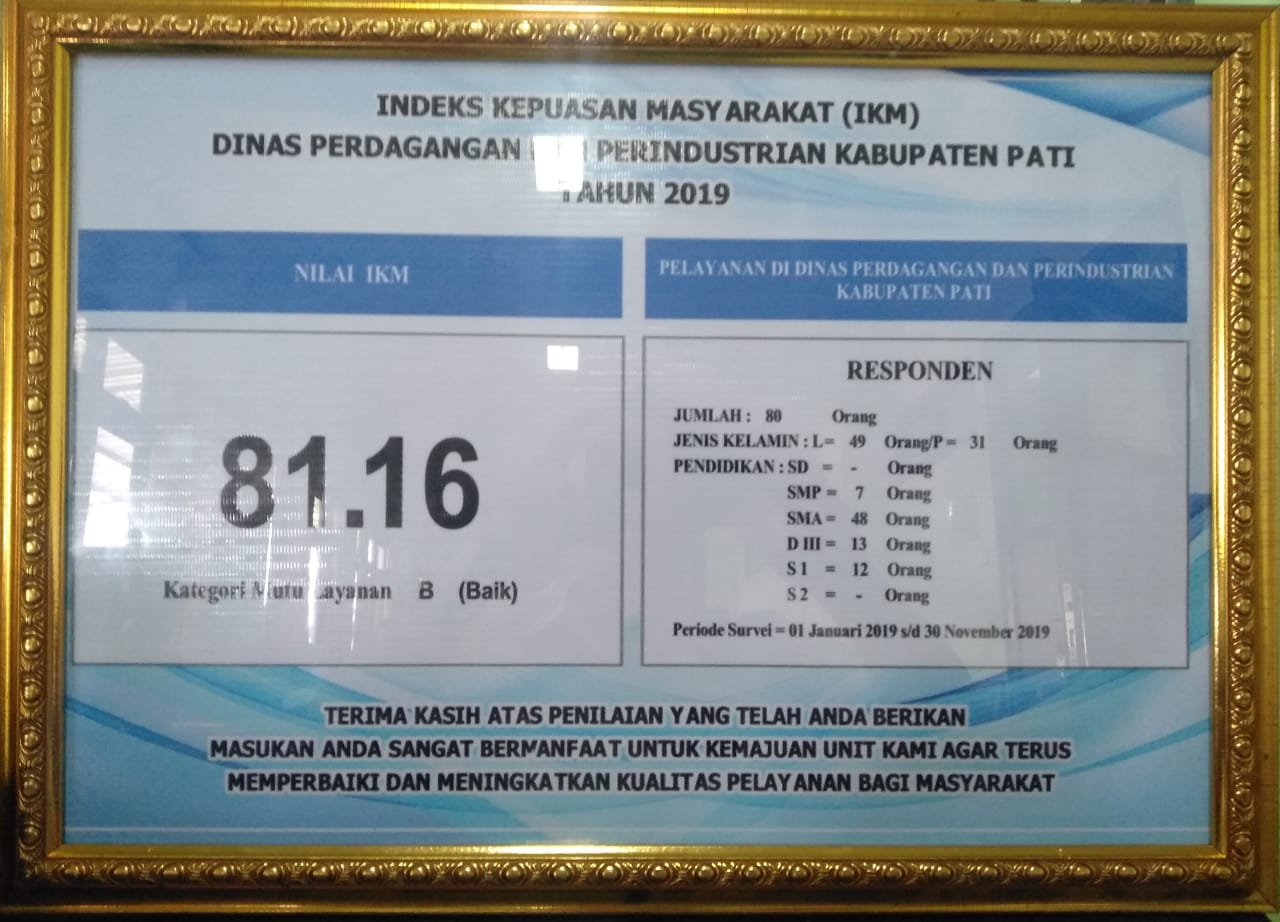 INDEKS KEPUASAN MASYARAKAT (IKM)
DINAS PERDAGANGAN PERINDUSTRIAN KABUPATEN PATI
TAHUN 2019
NILAI IKM
81.16
Kategori Mutu Layanan B (Baik)
PELAYANAN DI DINAS PERDAGANGAN DAN PERINDUSTRIAN
KABUPATEN PATI
RESPONDEN
JUMLAH : 80 Orang
JENIS KELAMIN : L= 49 Orang/P = 31 Orang
PENDIDIKAN : SD = - Orang
SMP = 7 Orang
SMA = 48 Orang
D III = 13 Orang
S 1 = 12 Orang
S 2 = - Orang
Periode Survei = 01 Januari 2019 s/d 30 November 2019
TERIMA KASIH ATAS PENILAIAN YANG TELAH ANDA BERIKAN
MASUKAN ANDA SANGAT BERMANFAAT UNTUK KEMAJUAN UNIT KAMI AGAR TERUS
MEMPERBAIKI DAN MENINGKATKAN KUALITAS PELAYANAN BAGI MASYARAKAT